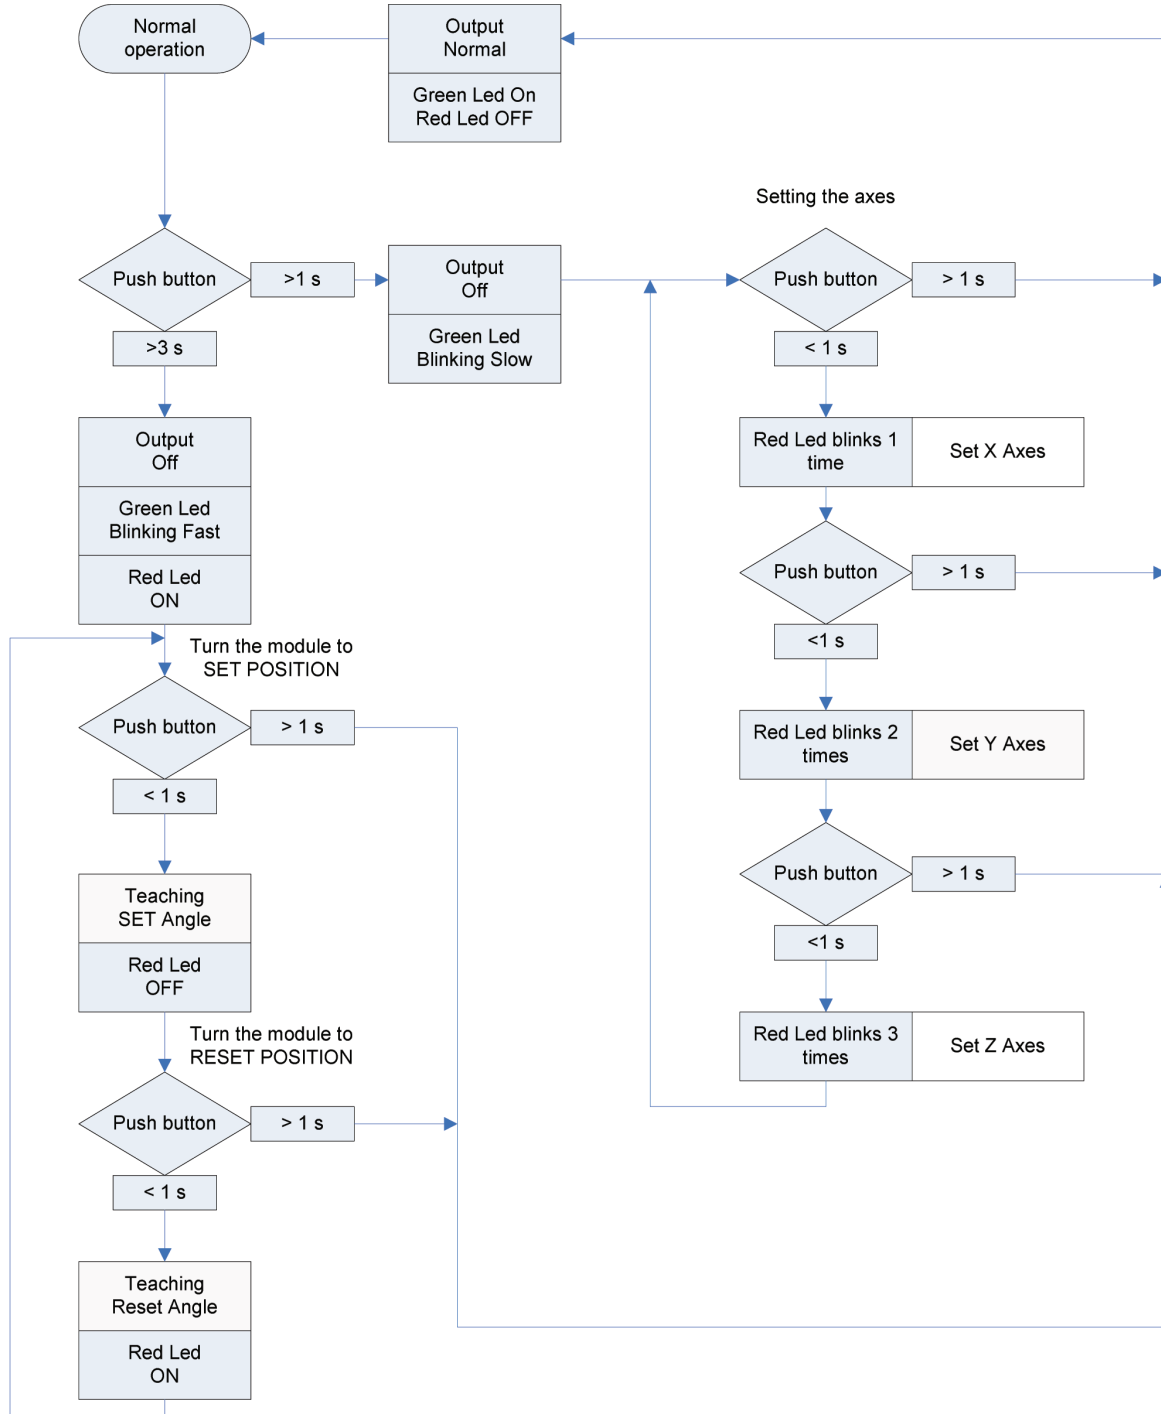 Normal
operation
Output
Normal
Green Led On
Red Led OFF
Setting the axes
Push button
>1 s
Output
Off
Green Led
Blinking Slow
Push button
> 1 s
>3 s
< 1 s
Output
Off
Green Led
Blinking Fast
Red Led
ON
Red Led blinks 1
time
Set X Axes
Push button
> 1 s
<1 s
Turn the module to
SET POSITION
Push button
> 1 s
< 1 s
Red Led blinks 2
times
Set Y Axes
Push button
> 1 s
<1 s
Teaching
SET Angle
Red Led
OFF
Red Led blinks 3
times
Set Z Axes
Turn the module to
RESET POSITION
Push button
> 1 s
< 1 s
Teaching
Reset Angle
Red Led
ON